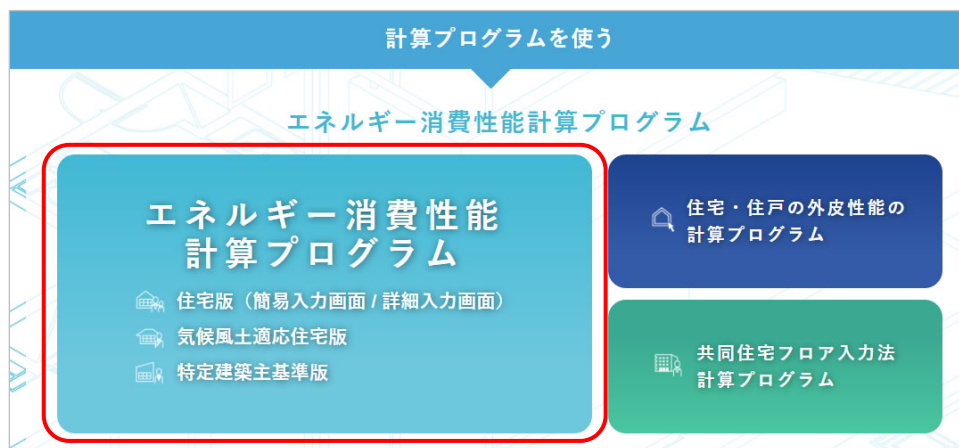 計算プログラムを使う
エネルギー消費性能計算プログラム
エネルギー消費性能
計算プログラム
住宅版（簡易入力画面 / 詳細入力画面）
気候風土適応住宅版
特定建築主基準版
住宅・住戸の外皮性能の
計算プログラム
共同住宅フロア入力法
計算プログラム